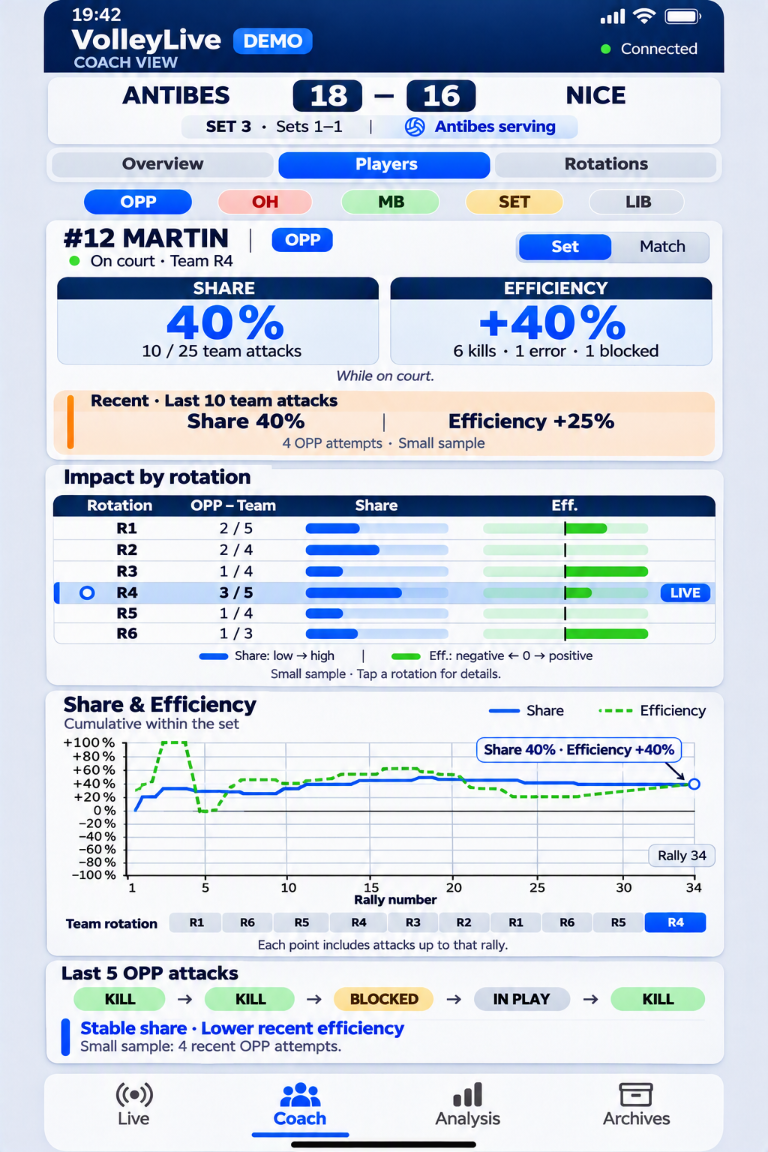 19:42
VolleyLive DEMO
COACH VIEW
Connected
ANTIBES 18 – 16 NICE
SET 3 · Sets 1–1 | Antibes serving
Overview Players Rotations
OPP OH MB SET LIB
#12 MARTIN | OPP
On court · Team R4
Set Match
SHARE
40%
10 / 25 team attacks
EFFICIENCY
+40%
6 kills · 1 error · 1 blocked
While on court.
Recent · Last 10 team attacks
Share 40% | Efficiency +25%
4 OPP attempts · Small sample
Impact by rotation
Rotation OPP – Team Share Eff.
R1 2 / 5
R2 2 / 4
R3 1 / 4
R4 3 / 5 LIVE
R5 1 / 4
R6 1 / 3
Share: low → high | Eff.: negative ← 0 → positive
Small sample · Tap a rotation for details.
Share & Efficiency
Cumulative within the set
Share Efficiency
+100 %
+80 %
+60 %
+40 %
+20 %
0 %
−20 %
−40 %
−60 %
−80 %
−100 %
Share 40% · Efficiency +40%
Rally 34
1 5 10 15 20 25 30 34
Rally number
Team rotation R1 R6 R5 R4 R3 R2 R1 R6 R5 R4
Each point includes attacks up to that rally.
Last 5 OPP attacks
KILL → KILL → BLOCKED → IN PLAY → KILL
Stable share · Lower recent efficiency
Small sample: 4 recent OPP attempts.
Live Coach Analysis Archives